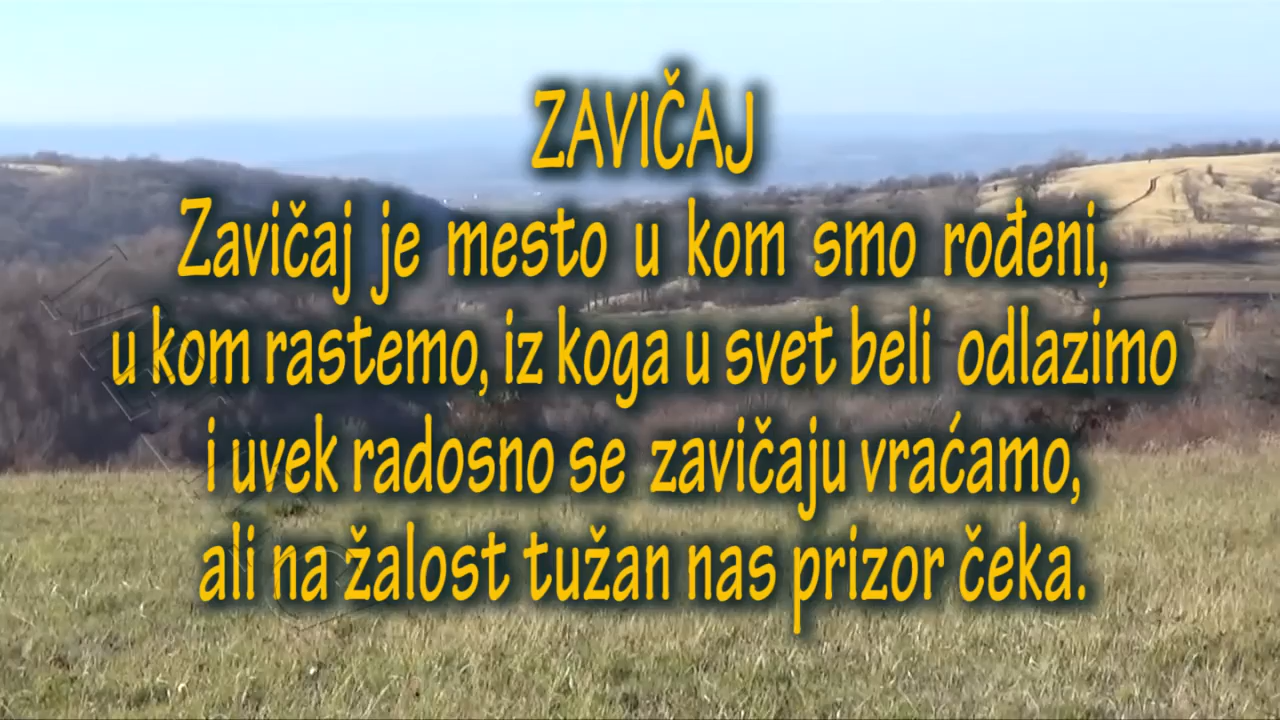 ZAVIČAJ
Zavičaj je mesto u kom smo rođeni,
u kom rastemo, iz koga u svet beli odlazimo
i uvek radosno se zavičaju vraćamo,
ali na žalost tužan nas prizor čeka.